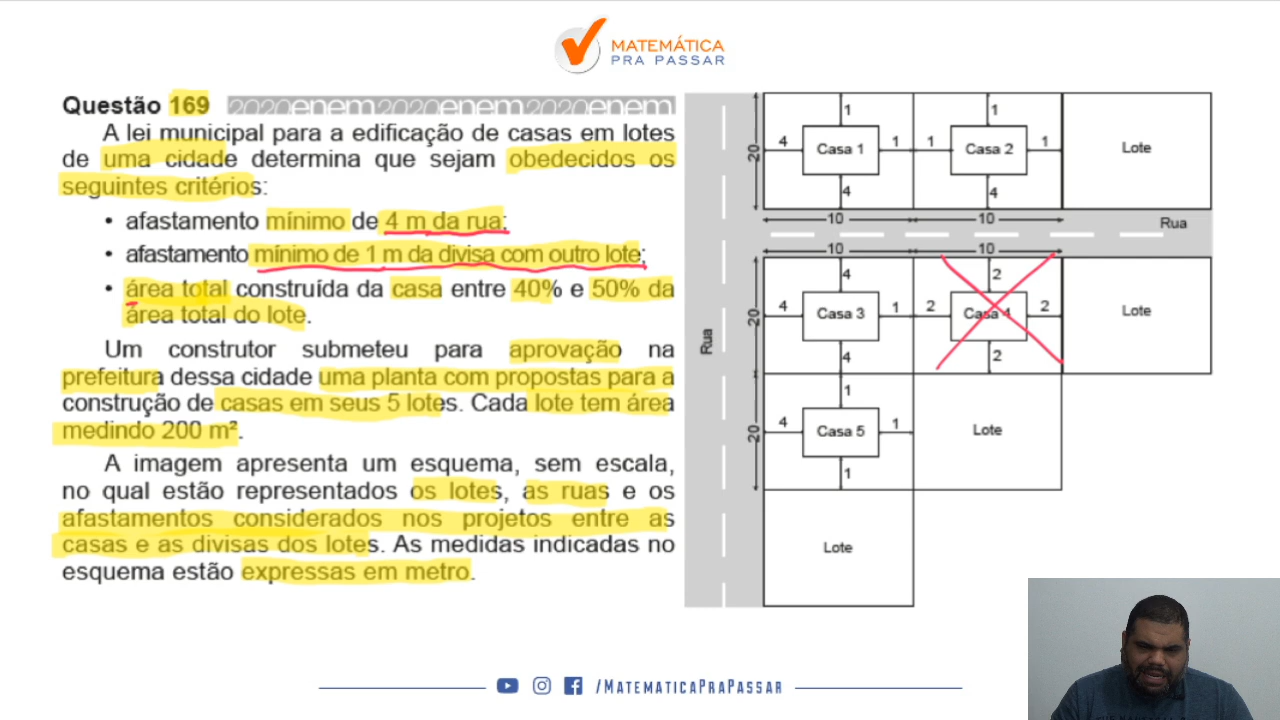 MATEMÁTICA
PRA PASSAR
Questão 169 2020enem2020enem2020enem
A lei municipal para a edificação de casas em lotes
de uma cidade determina que sejam obedecidos os
seguintes critérios:
• afastamento mínimo de 4 m da rua;
• afastamento mínimo de 1 m da divisa com outro lote;
• área total construída da casa entre 40% e 50% da
área total do lote.
Um construtor submeteu para aprovação na
prefeitura dessa cidade uma planta com propostas para a
construção de casas em seus 5 lotes. Cada lote tem área
medindo 200 m².
A imagem apresenta um esquema, sem escala,
no qual estão representados os lotes, as ruas e os
afastamentos considerados nos projetos entre as
casas e as divisas dos lotes. As medidas indicadas no
esquema estão expressas em metro.
1 1
20 4 Casa 1 1 1 Casa 2 1 Lote
4 4
10 10
Rua
10 10
4 2
20 4 Casa 3 1 2 Casa 4 2 Lote
Rua
4 2
1
20 4 Casa 5 1 Lote
1
Lote
/MATEMATICAPRAPASSAR